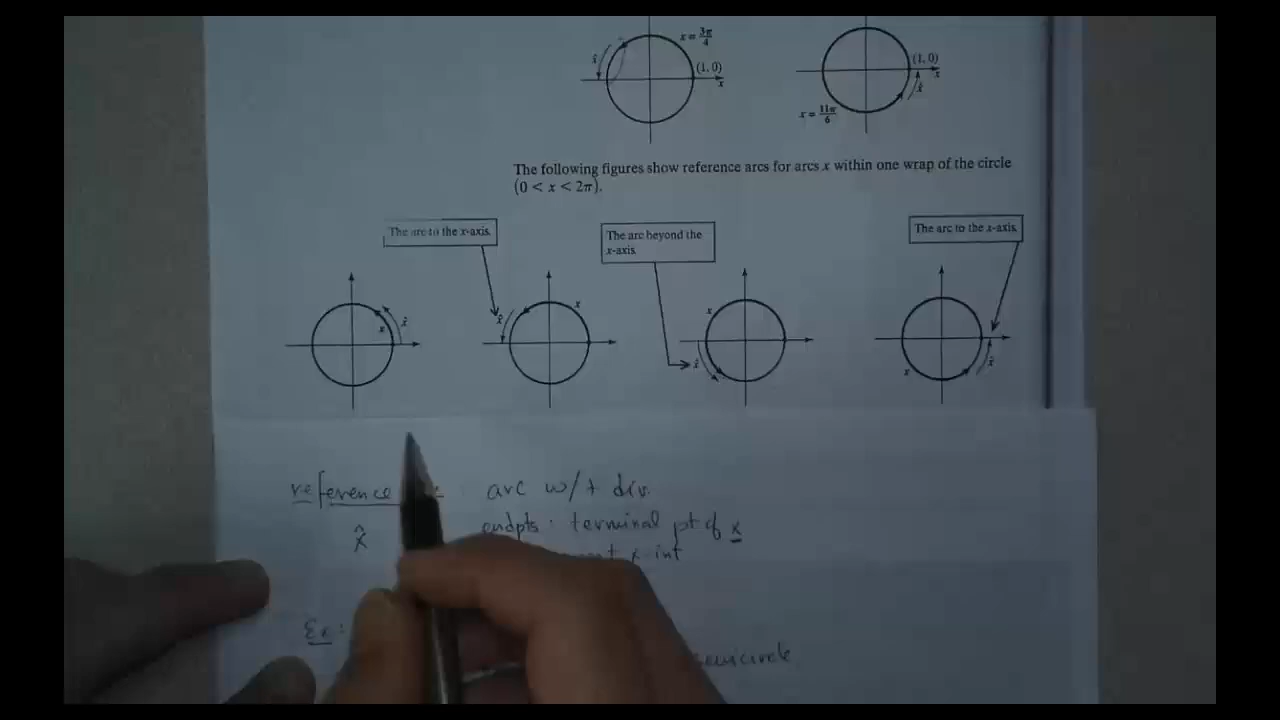 x = 3π/4
x̂
(1, 0)
x
(1, 0)
x
x̂
x = 11π/6
The following figures show reference arcs for arcs x within one wrap of the circle
(0 < x < 2π).
The arc to the x-axis.
The arc beyond the
x-axis.
The arc to the x-axis.
x x̂
x̂ x
x x̂
x x̂
reference : arc w/ + dir.
x̂ endpts : terminal pt of x
x-int
Ex:
semicircle